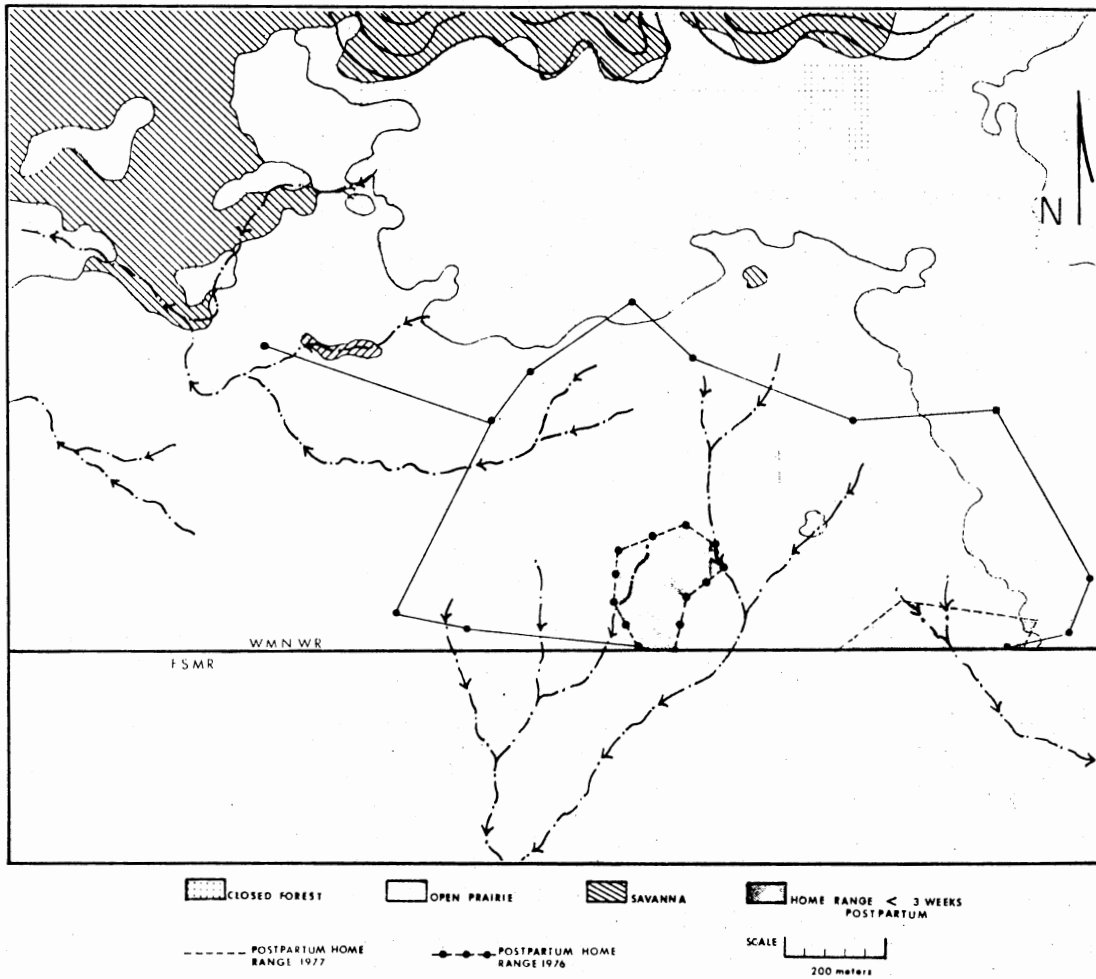 N
WMNWR
FSMR
CLOSED FOREST
OPEN PRAIRIE
SAVANNA
HOME RANGE < 3 WEEKS
POSTPARTUM
POSTPARTUM HOME
RANGE 1977
POSTPARTUM HOME
RANGE 1976
SCALE
200 meters